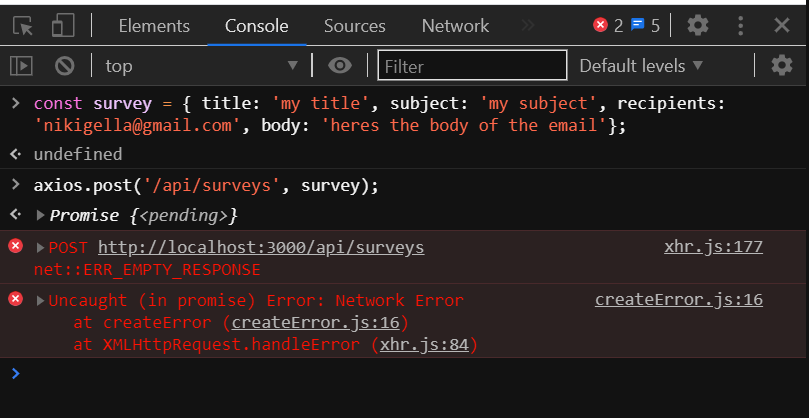 Elements Console Sources Network » 2 5
top Filter Default levels
> const survey = { title: 'my title', subject: 'my subject', recipients:
'nikigella@gmail.com', body: 'heres the body of the email'};
undefined
> axios.post('/api/surveys', survey);
Promise {<pending>}
POST http://localhost:3000/api/surveys xhr.js:177
net::ERR_EMPTY_RESPONSE
Uncaught (in promise) Error: Network Error createError.js:16
at createError (createError.js:16)
at XMLHttpRequest.handleError (xhr.js:84)
>